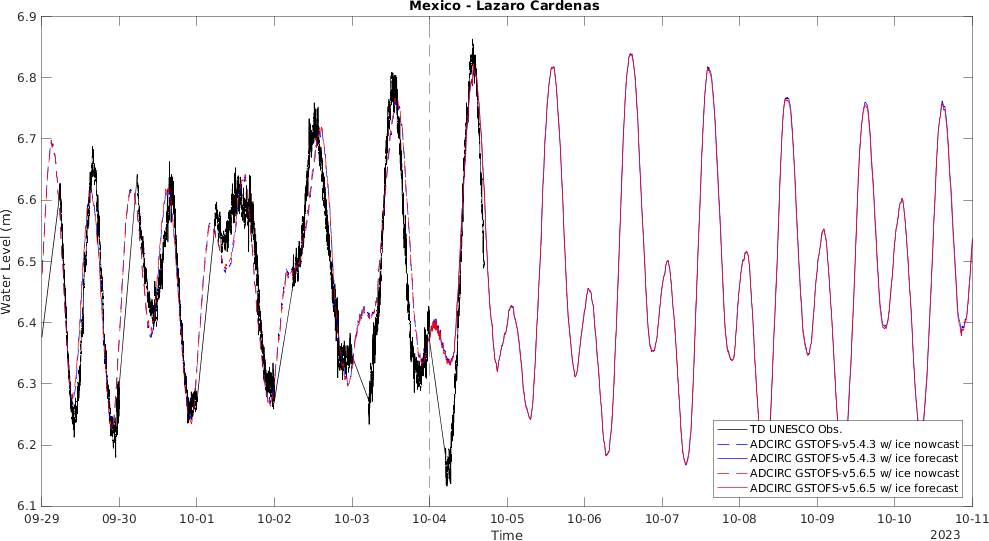 Mexico - Lazaro Cardenas
6.9
6.8
6.7
6.6
6.5
6.4
6.3
6.2
6.1
Water Level (m)
TD UNESCO Obs.
ADCIRC GSTOFS-v5.4.3 w/ ice nowcast
ADCIRC GSTOFS-v5.4.3 w/ ice forecast
ADCIRC GSTOFS-v5.6.5 w/ ice nowcast
ADCIRC GSTOFS-v5.6.5 w/ ice forecast
09-29 09-30 10-01 10-02 10-03 10-04 10-05 10-06 10-07 10-08 10-09 10-10 10-11
Time
2023